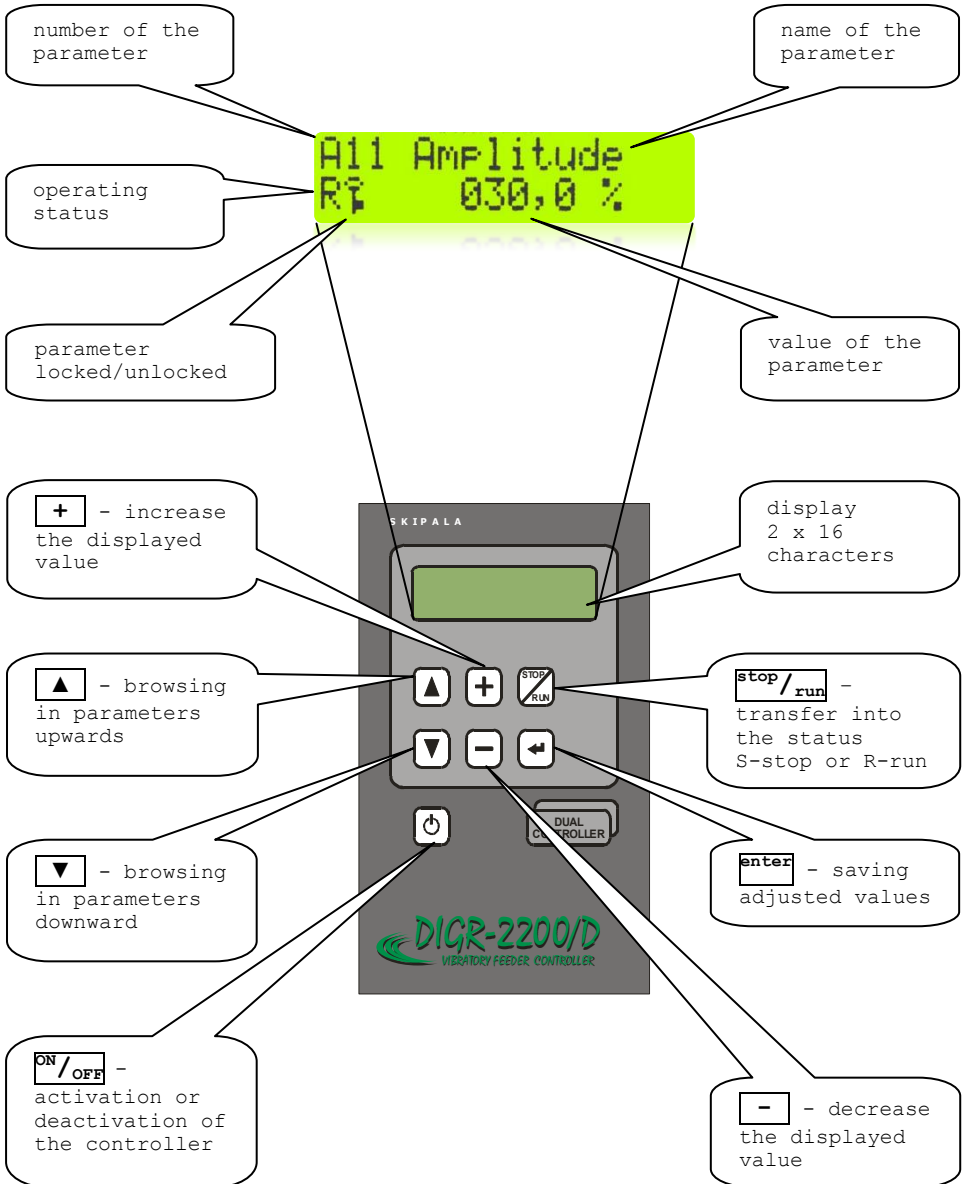 number of the
parameter
name of the
parameter
A11 Amplitude
R 030,0 %
operating
status
parameter
locked/unlocked
value of the
parameter
+ - increase
the displayed
value
SKIPALA
display
2 x 16
characters
▲ - browsing
in parameters
upwards
▲ + STOP/RUN
stop/run -
transfer into
the status
S-stop or R-run
▼ - ↵
▼ - browsing
in parameters
downward
DUAL
CONTROLLER
enter - saving
adjusted values
DIGR-2200/D
VIBRATORY FEEDER CONTROLLER
ON/OFF -
activation or
deactivation of
the controller
- - decrease
the displayed
value